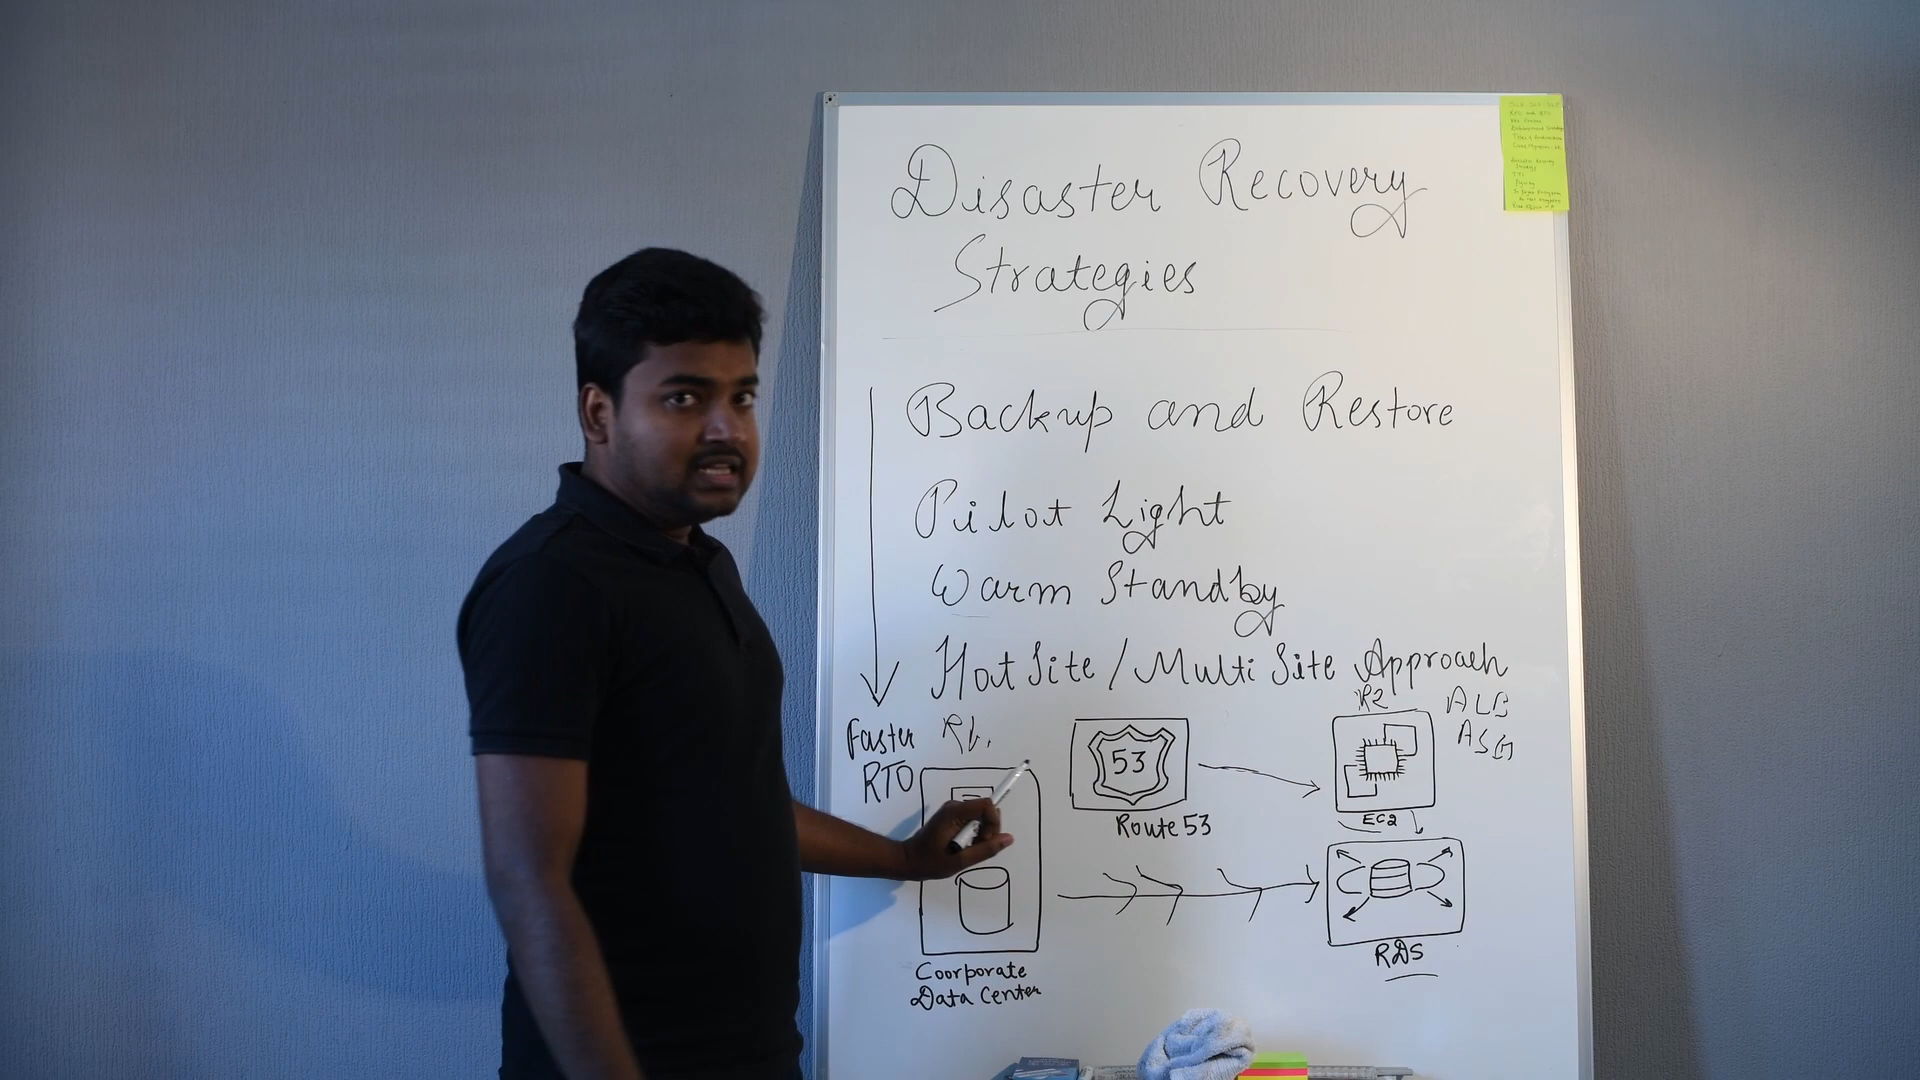 Disaster Recovery
Strategies
Backup and Restore
Pilot Light
Warm Standby
Hot Site / Multi Site Approach
Faster
RTO
R1.
R2
ALB
ASG
53
Route 53
EC2
RDS
Coorporate
Data Center